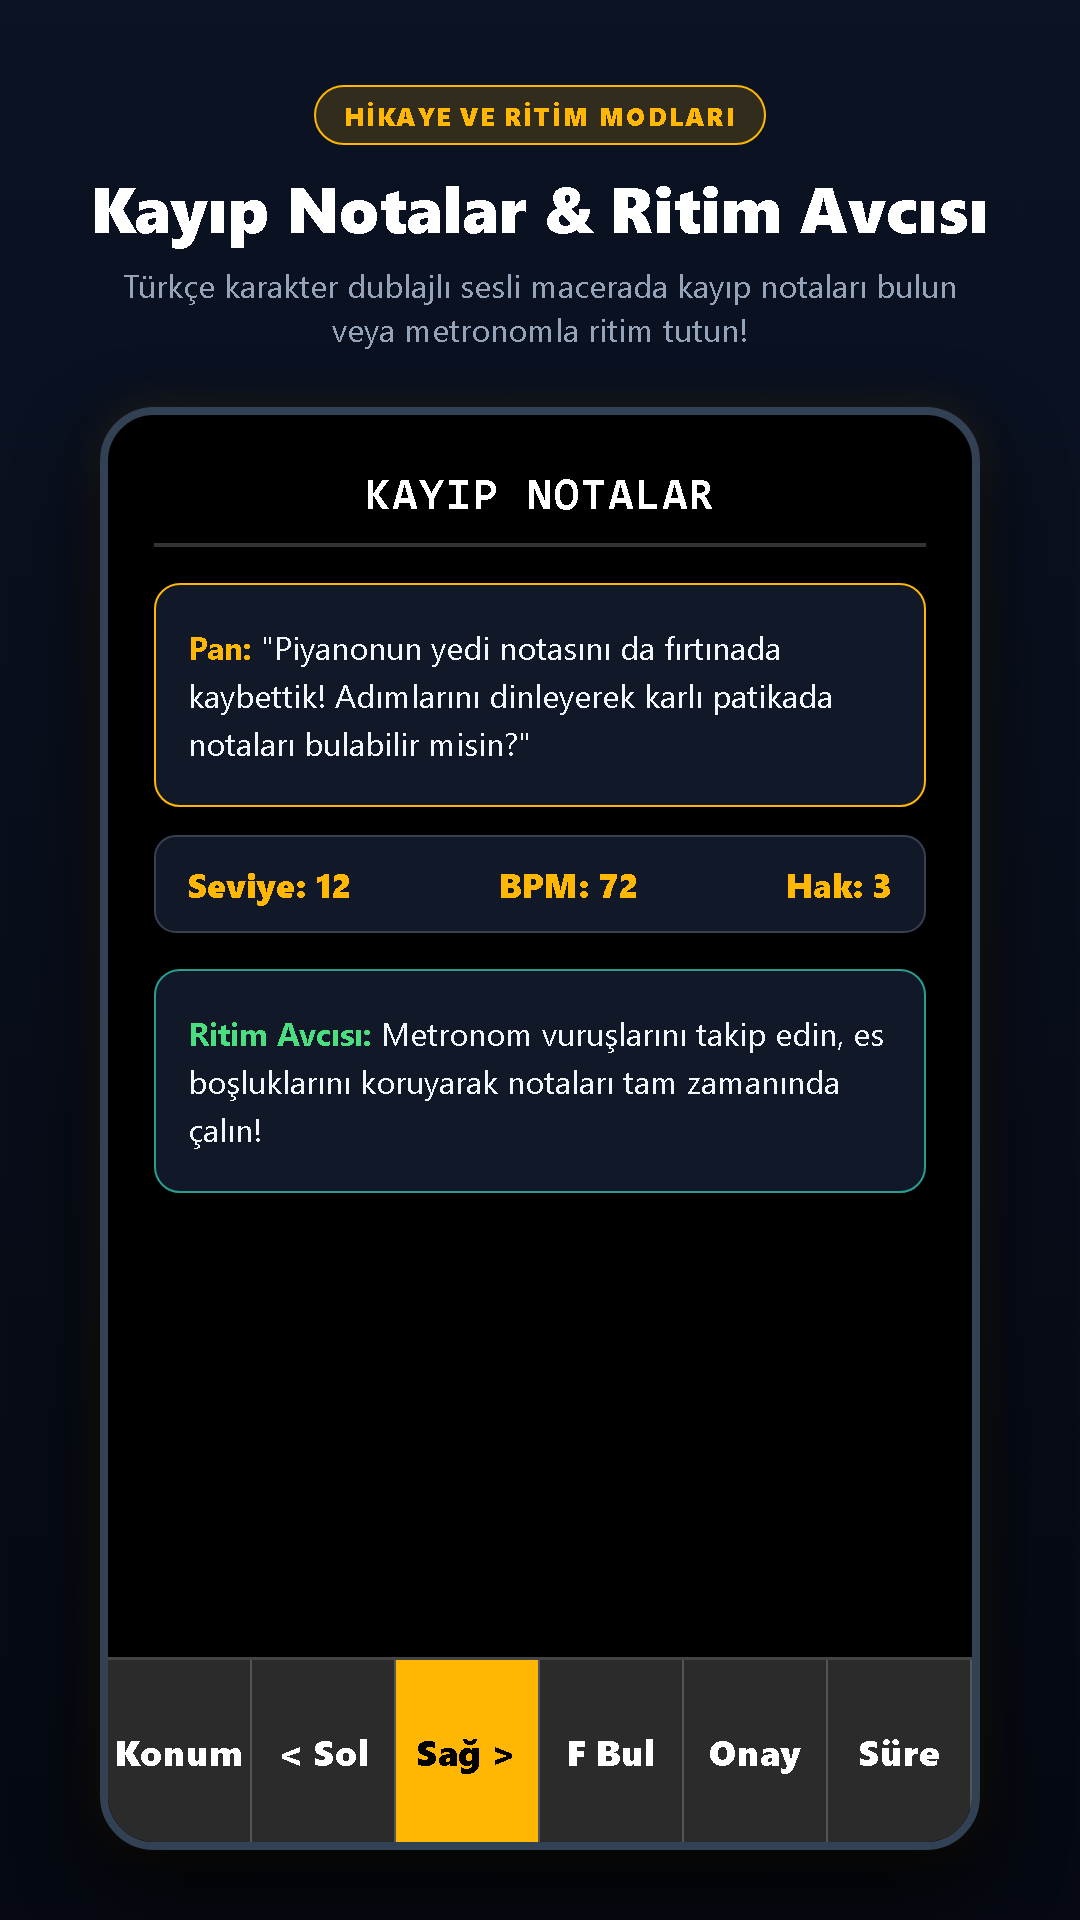 HİKAYE VE RİTİM MODLARI
Kayıp Notalar & Ritim Avcısı
Türkçe karakter dublajlı sesli macerada kayıp notaları bulun
veya metronomla ritim tutun!
KAYIP NOTALAR
Pan: "Piyanonun yedi notasını da fırtınada
kaybettik! Adımlarını dinleyerek karlı patikada
notaları bulabilir misin?"
Seviye: 12 BPM: 72 Hak: 3
Ritim Avcısı: Metronom vuruşlarını takip edin, es
boşluklarını koruyarak notaları tam zamanında
çalın!
Konum < Sol Sağ > F Bul Onay Süre